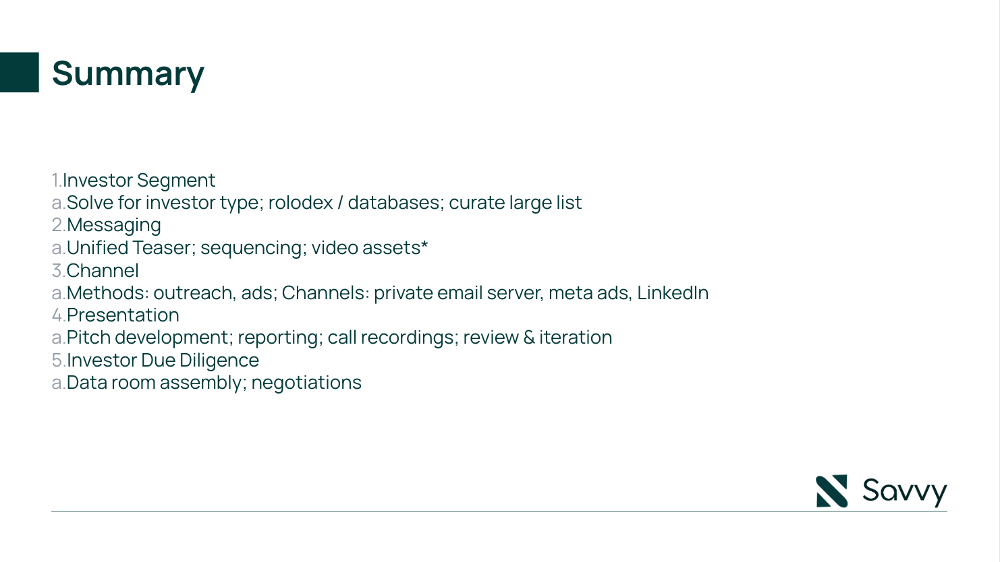 Summary
1.Investor Segment
a.Solve for investor type; rolodex / databases; curate large list
2.Messaging
a.Unified Teaser; sequencing; video assets*
3.Channel
a.Methods: outreach, ads; Channels: private email server, meta ads, LinkedIn
4.Presentation
a.Pitch development; reporting; call recordings; review & iteration
5.Investor Due Diligence
a.Data room assembly; negotiations
Savvy